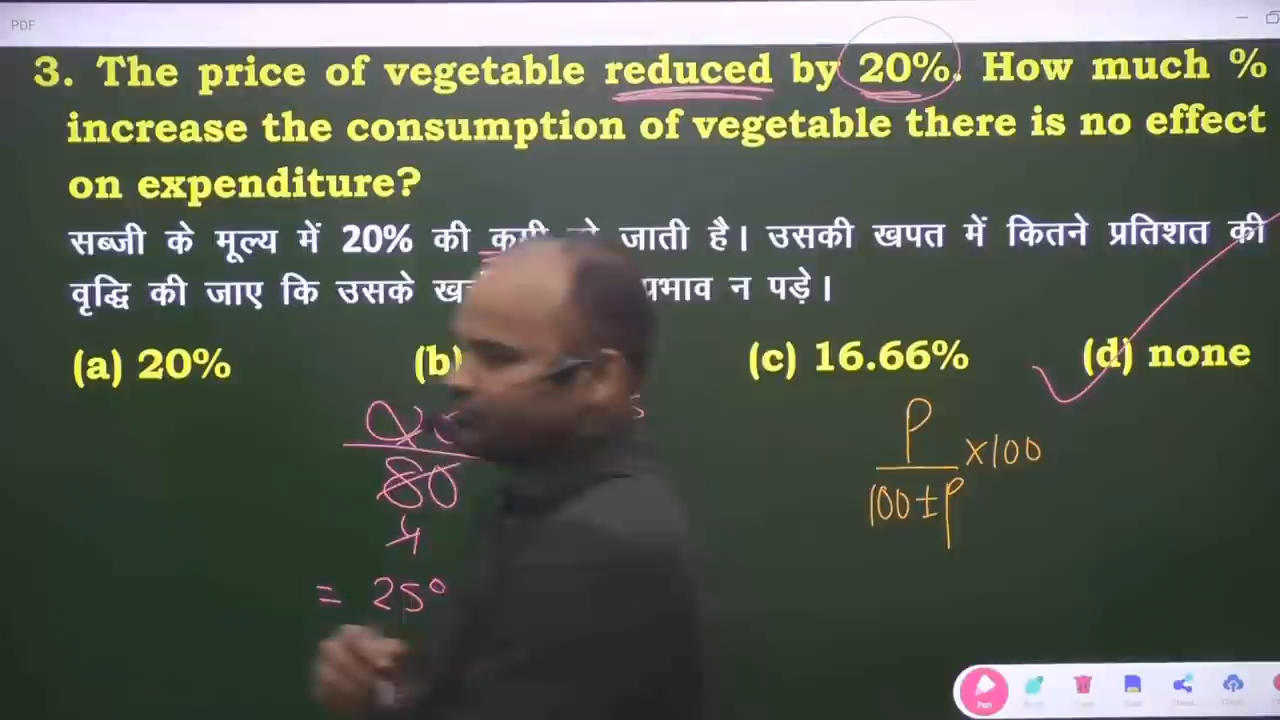 PDF
3. The price of vegetable reduced by 20%. How much %
increase the consumption of vegetable there is no effect
on expenditure?
सब्जी के मूल्य में 20% की जाती है। उसकी खपत में कितने प्रतिशत की
वृद्धि की जाए कि उसके प्रभाव न पड़े।
(a) 20% (b) (c) 16.66% (d) none
P
100±P ×100
80
4
= 25
Pen